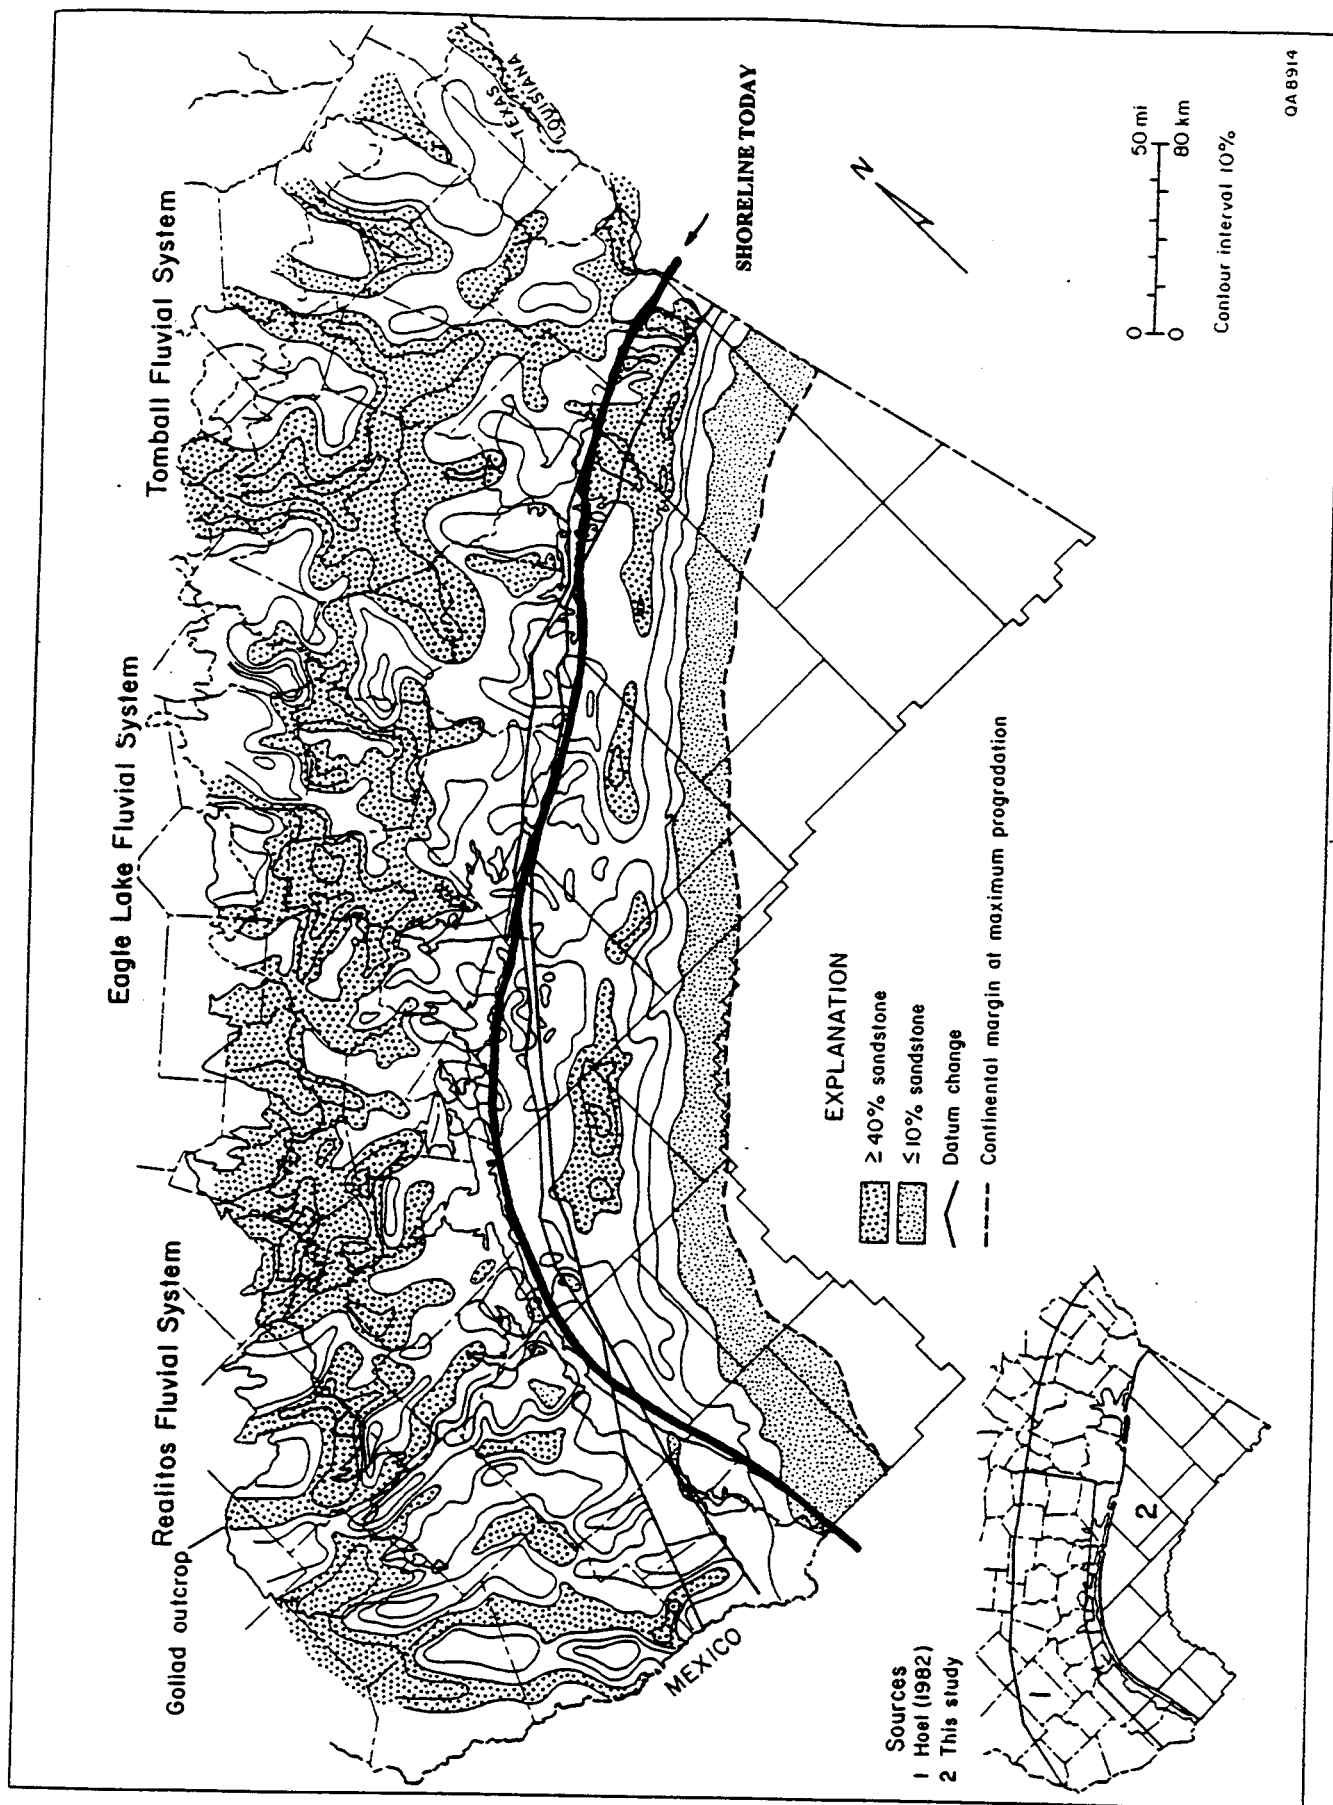 Goliad outcrop
Realitos Fluvial System
Eagle Lake Fluvial System
Tomball Fluvial System
TEXAS
LOUISIANA
SHORELINE TODAY
MEXICO
N
0 50 mi
0 80 km
Contour interval 10%
EXPLANATION
≥ 40% sandstone
≤ 10% sandstone
Datum change
Continental margin at maximum progradation
Sources
1 Hoel (1982)
2 This study
1
2
QA8914